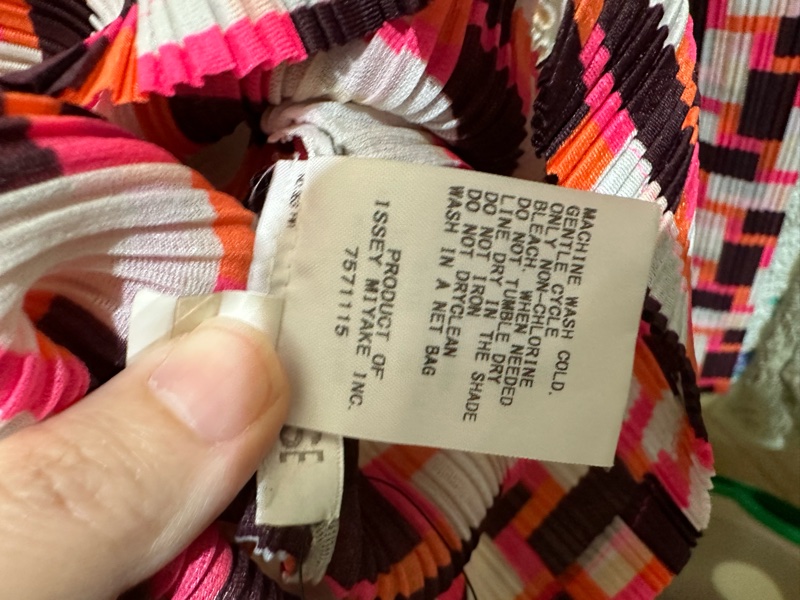 MACHINE WASH COLD.
GENTLE CYCLE
ONLY NON-CHLORINE
BLEACH, WHEN NEEDED
DO NOT TUMBLE DRY
LINE DRY IN THE SHADE
DO NOT IRON
DO NOT DRYCLEAN
WASH IN A NET BAG
PRODUCT OF
ISSEY MIYAKE INC.
7571115